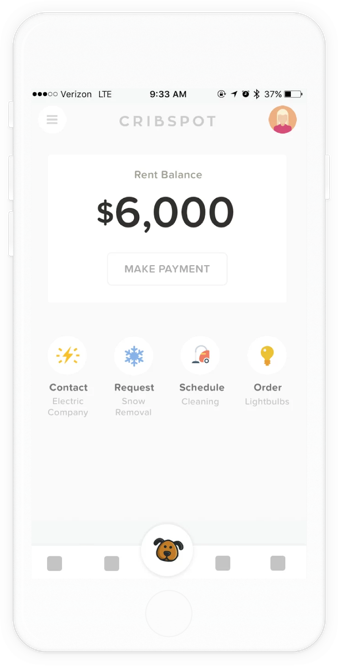 Verizon LTE 9:33 AM 37%
CRIBSPOT
Rent Balance
$6,000
MAKE PAYMENT
Contact Request Schedule Order
Electric Snow Cleaning Lightbulbs
Company Removal